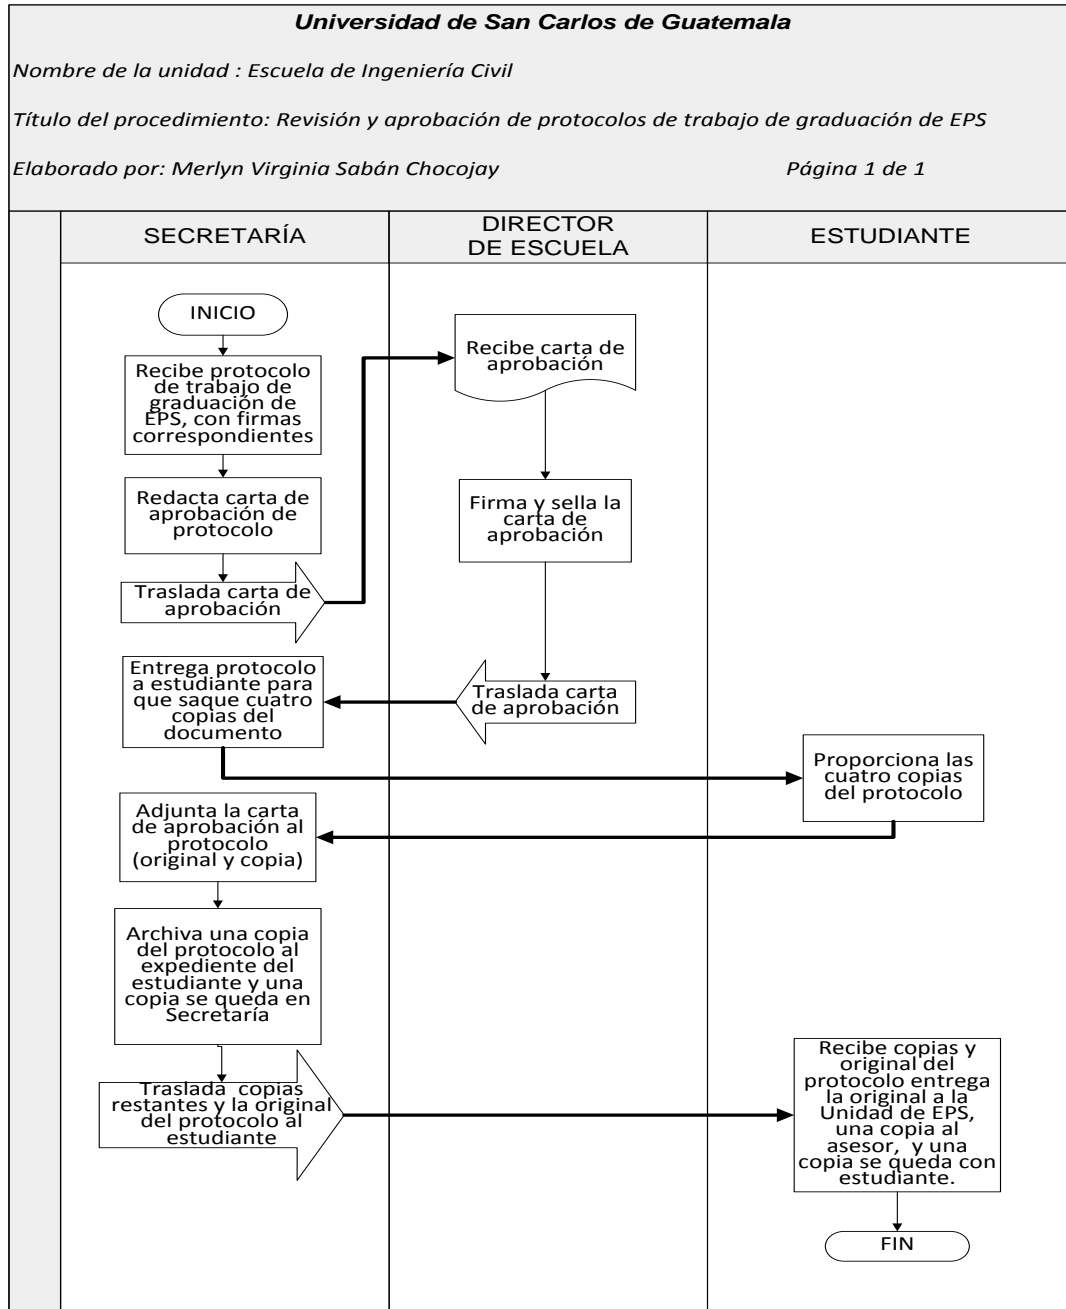 Universidad de San Carlos de Guatemala
Nombre de la unidad : Escuela de Ingeniería Civil
Título del procedimiento: Revisión y aprobación de protocolos de trabajo de graduación de EPS
Elaborado por: Merlyn Virginia Sabán Chocojay
Página 1 de 1
SECRETARÍA
DIRECTOR
DE ESCUELA
ESTUDIANTE
INICIO
Recibe protocolo
de trabajo de
graduación de
EPS, con firmas
correspondientes
Redacta carta de
aprobación de
protocolo
Traslada carta de
aprobación
Recibe carta de
aprobación
Firma y sella la
carta de
aprobación
Traslada carta
de aprobación
Entrega protocolo
a estudiante para
que saque cuatro
copias del
documento
Proporciona las
cuatro copias
del protocolo
Adjunta la carta
de aprobación al
protocolo
(original y copia)
Archiva una copia
del protocolo al
expediente del
estudiante y una
copia se queda en
Secretaría
Traslada  copias
restantes y la original
del protocolo al
estudiante
Recibe copias y
original del
protocolo entrega
la original a la
Unidad de EPS,
una copia al
asesor,  y una
copia se queda con
estudiante.
FIN